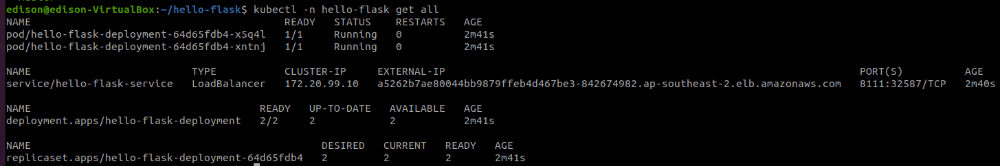 edison@edison-VirtualBox:~/hello-flask$ kubectl -n hello-flask get all
NAME READY STATUS RESTARTS AGE
pod/hello-flask-deployment-64d65fdb4-x5q4l 1/1 Running 0 2m41s
pod/hello-flask-deployment-64d65fdb4-xntnj 1/1 Running 0 2m41s
NAME TYPE CLUSTER-IP EXTERNAL-IP PORT(S) AGE
service/hello-flask-service LoadBalancer 172.20.99.10 a5262b7ae80044bb9879ffeb4d467be3-842674982.ap-southeast-2.elb.amazonaws.com 8111:32587/TCP 2m40s
NAME READY UP-TO-DATE AVAILABLE AGE
deployment.apps/hello-flask-deployment 2/2 2 2 2m41s
NAME DESIRED CURRENT READY AGE
replicaset.apps/hello-flask-deployment-64d65fdb4 2 2 2 2m41s